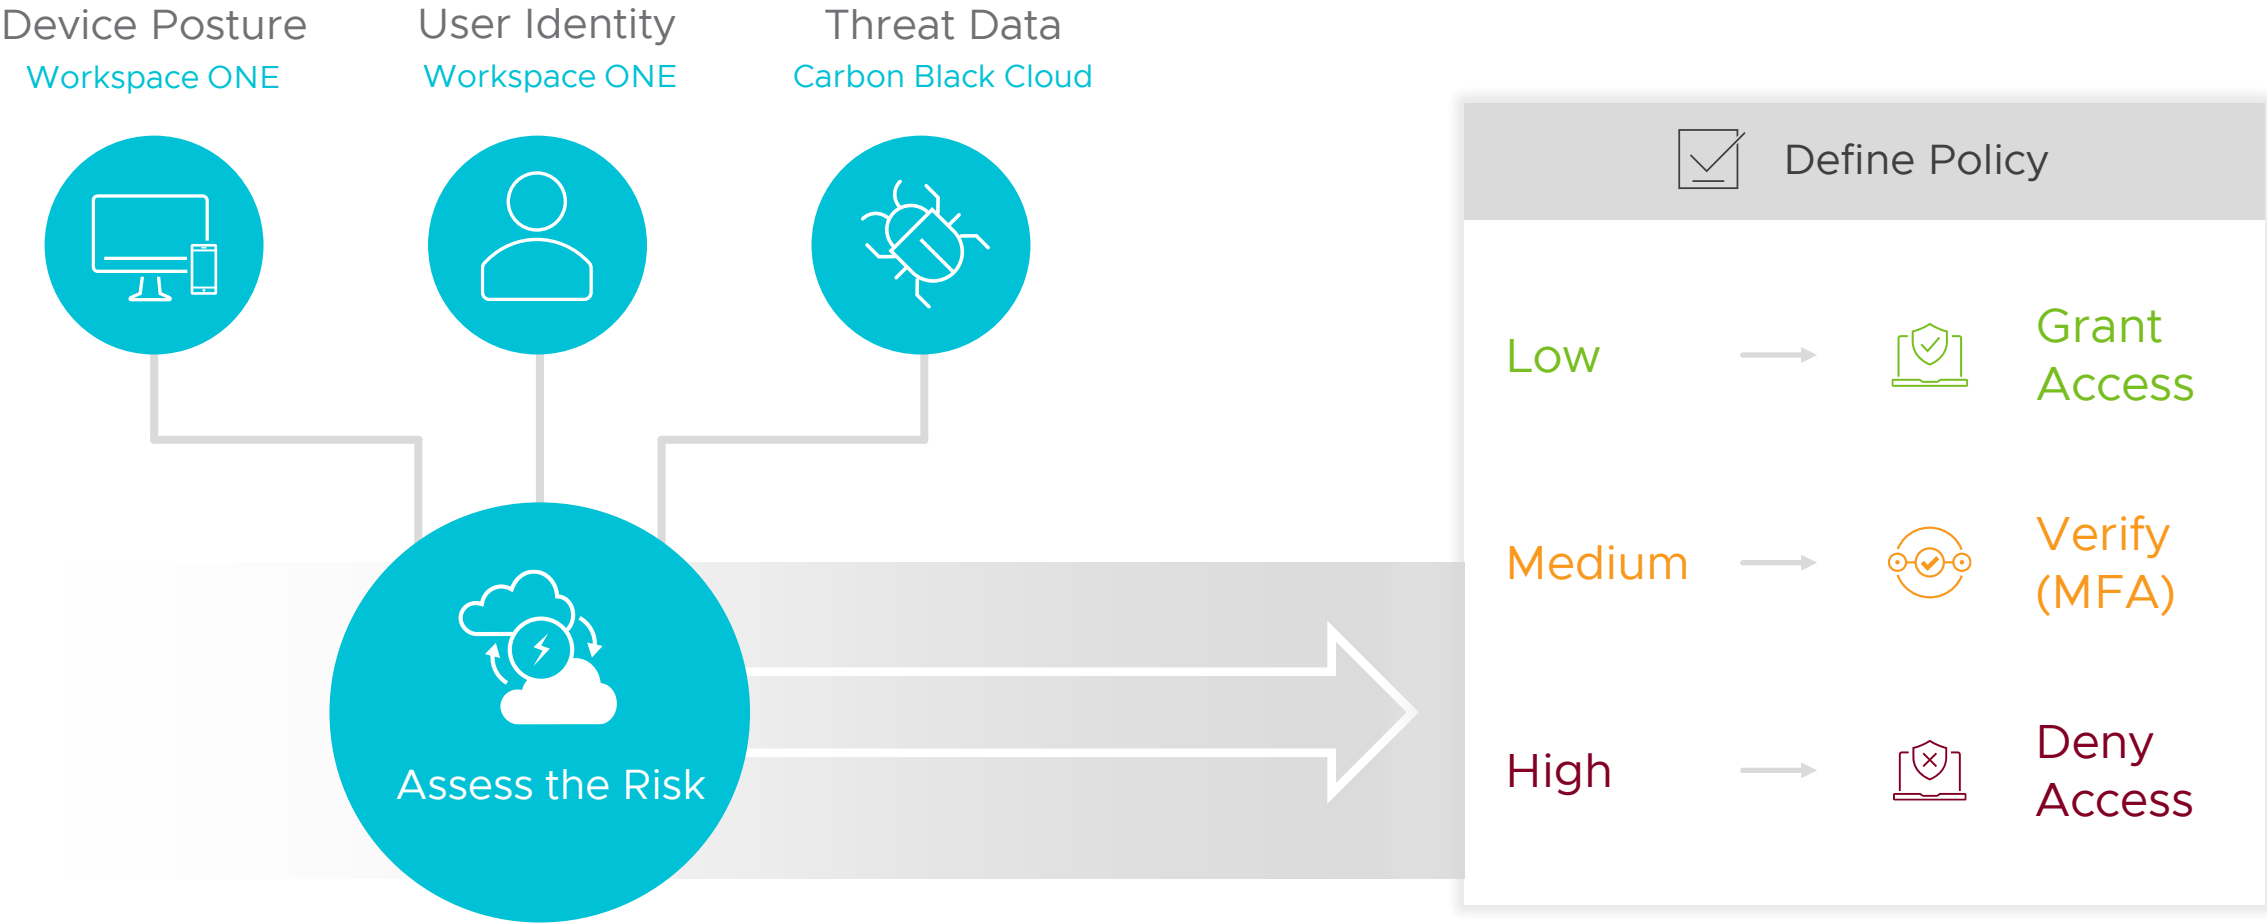 Device Posture
Workspace ONE
User Identity
Workspace ONE
Threat Data
Carbon Black Cloud
Assess the Risk
Define Policy
Low
Grant
Access
Medium
Verify
(MFA)
High
Deny
Access